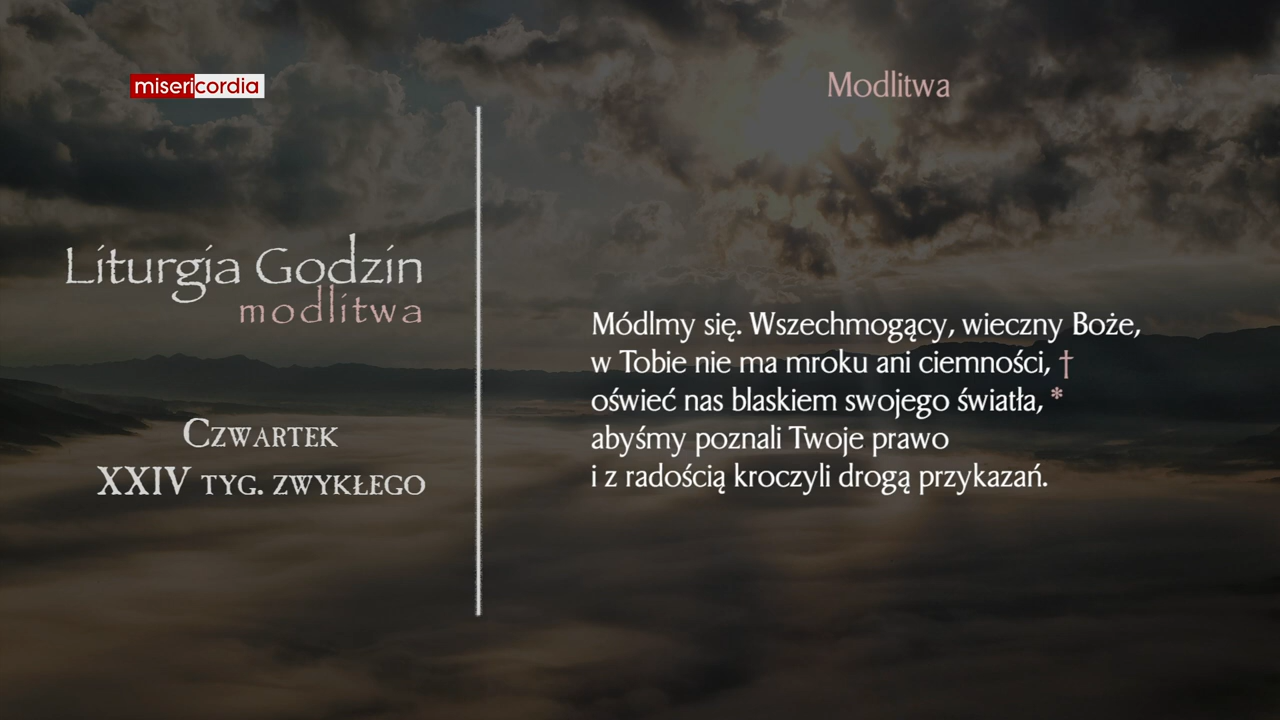 misericordia
Modlitwa
Liturgia Godzin
modlitwa
Czwartek
XXIV tyg. zwykłego
Módlmy się. Wszechmogący, wieczny Boże,
w Tobie nie ma mroku ani ciemności, †
oświeć nas blaskiem swojego światła, *
abyśmy poznali Twoje prawo
i z radością kroczyli drogą przykazań.